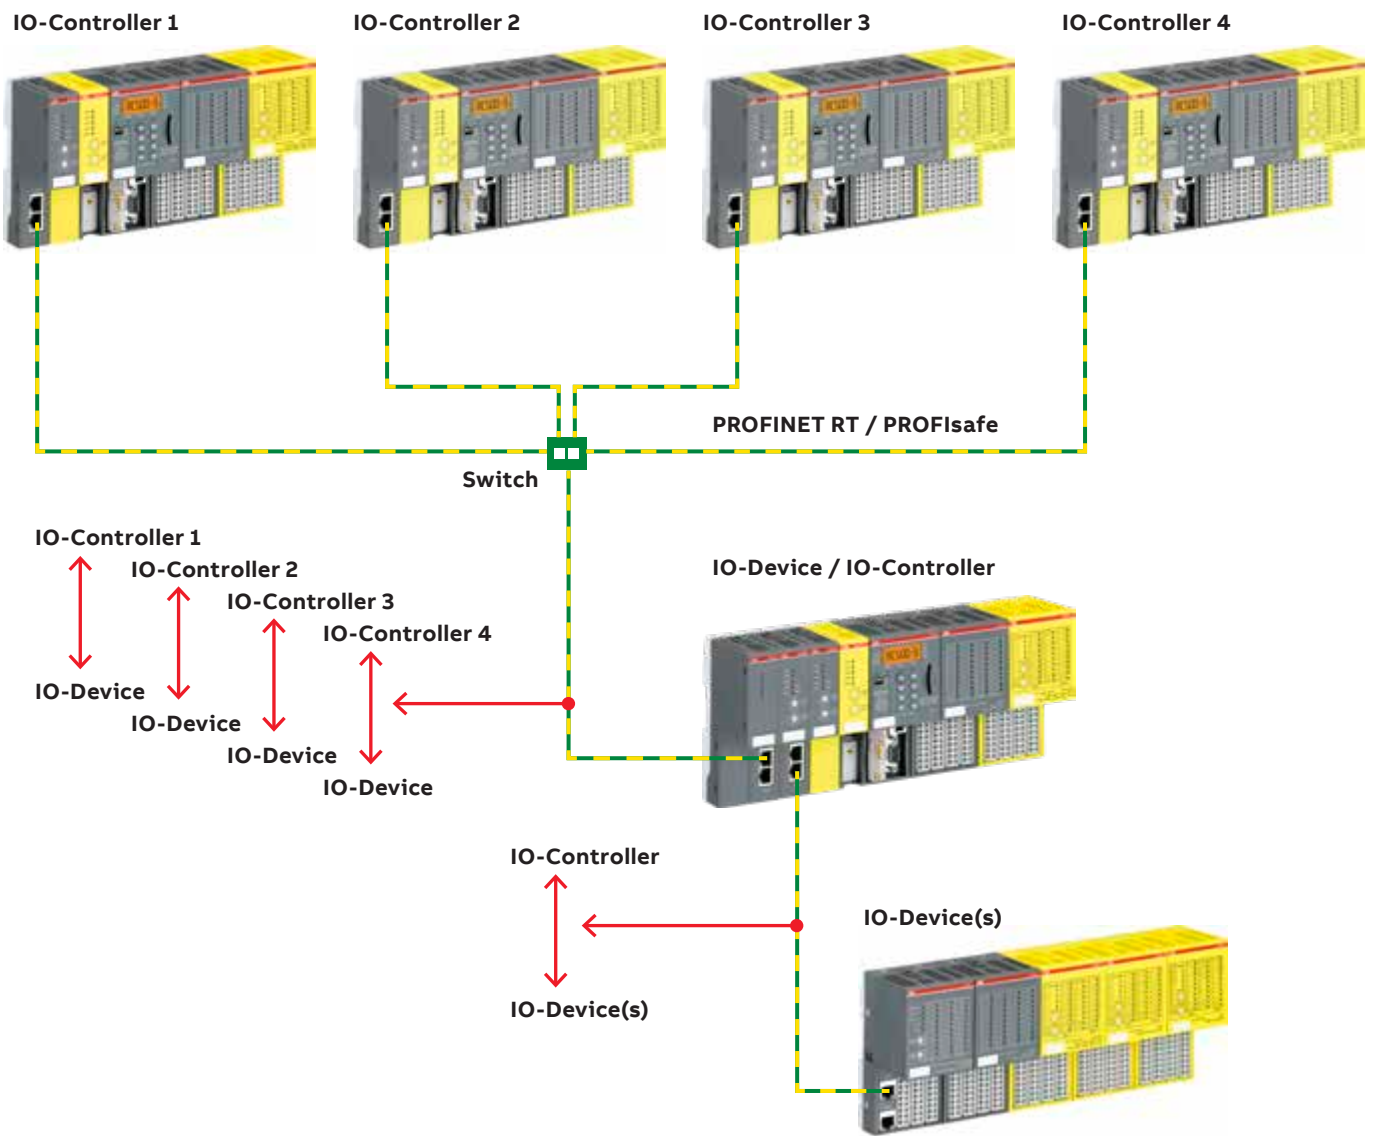 IO-Controller 1
IO-Controller 2
IO-Controller 3
IO-Controller 4
PROFINET RT / PROFIsafe
Switch
IO-Controller 1
IO-Controller 2
IO-Controller 3
IO-Controller 4
IO-Device
IO-Device
IO-Device
IO-Device
IO-Device / IO-Controller
IO-Controller
IO-Device(s)
IO-Device(s)